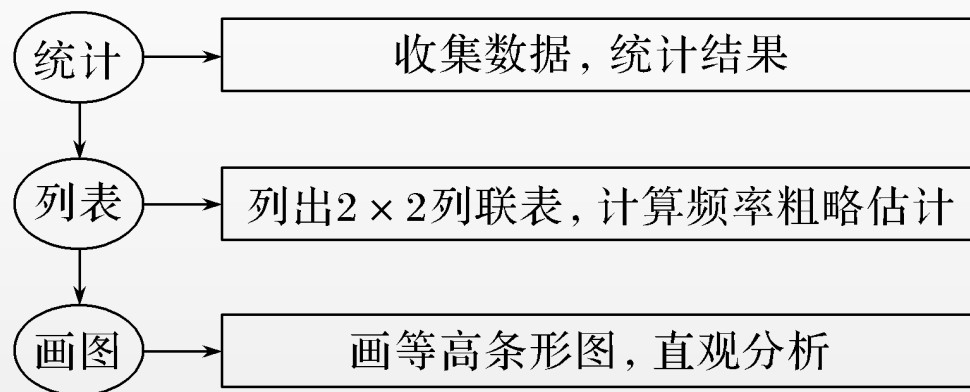 统计
收集数据,统计结果
列表
列出2×2列联表,计算频率粗略估计
画图
画等高条形图,直观分析